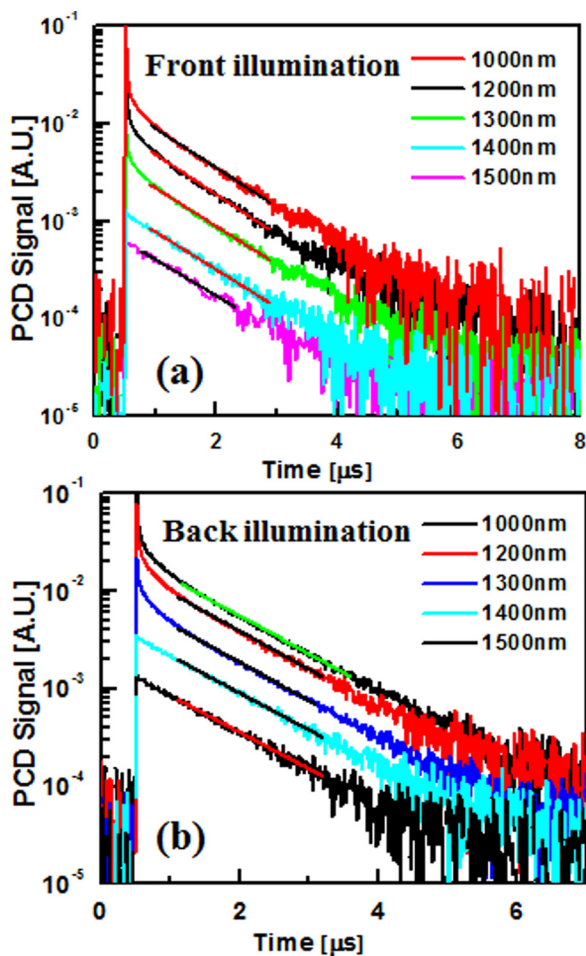 10⁻¹
Front illumination
1000nm
1200nm
1300nm
1400nm
1500nm
10⁻²
10⁻³
10⁻⁴
10⁻⁵
10⁻⁶
PCD Signal [A.U.]
(a)
0 2 4 6 8
Time [μs]
10⁻¹
Back illumination
1000nm
1200nm
1300nm
1400nm
1500nm
10⁻²
10⁻³
10⁻⁴
10⁻⁵
PCD Signal [A.U.]
(b)
0 2 4 6
Time [μs]